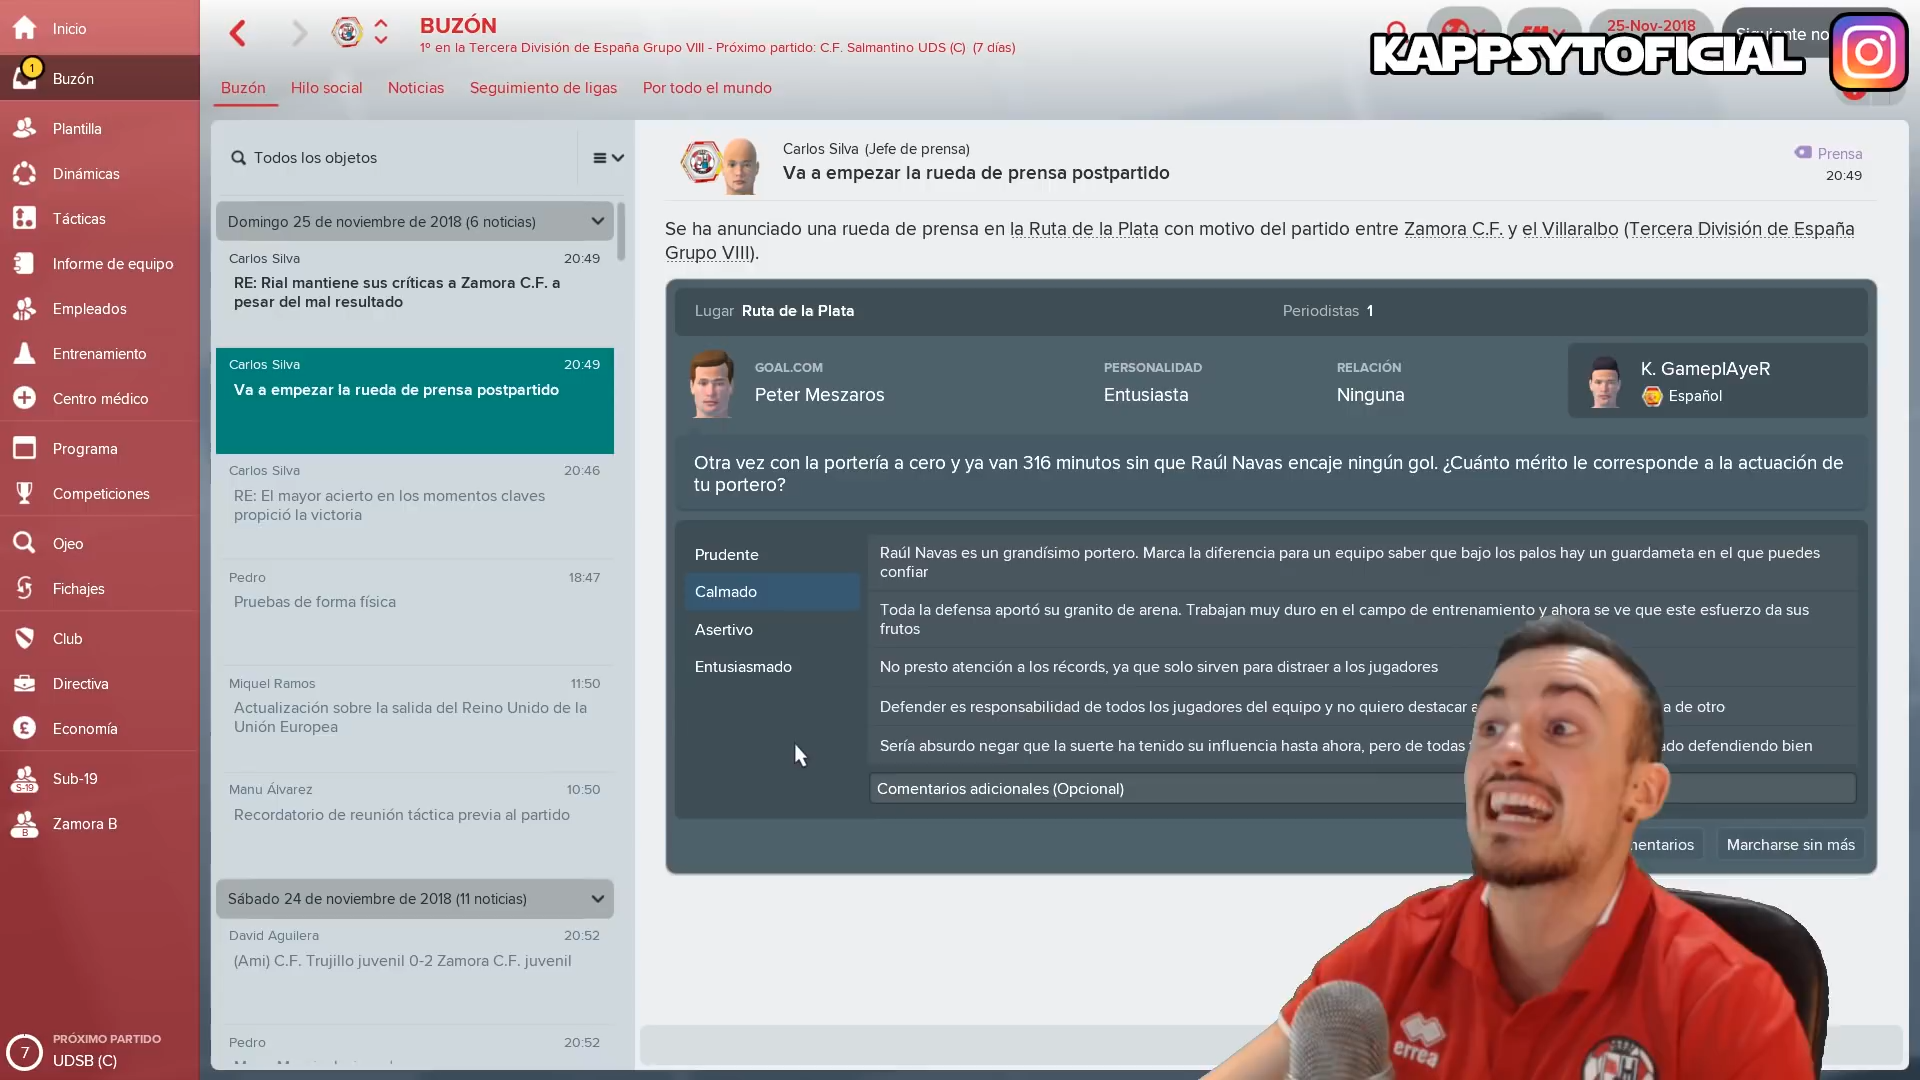 Inicio
1
Buzón
Plantilla
Dinámicas
Tácticas
Informe de equipo
Empleados
Entrenamiento
Centro médico
Programa
Competiciones
Ojeo
Fichajes
Club
Directiva
Economía
Sub-19
Zamora B
7
PRÓXIMO PARTIDO
UDSB (C)
BUZÓN
1º en la Tercera División de España Grupo VIII - Próximo partido: C.F. Salmantino UDS (C) (7 días)
25-Nov-2018
Siguiente no
KAPPSYTOFICIAL
Buzón Hilo social Noticias Seguimiento de ligas Por todo el mundo
Todos los objetos
Domingo 25 de noviembre de 2018 (6 noticias)
Carlos Silva 20:49
RE: Rial mantiene sus críticas a Zamora C.F. a
pesar del mal resultado
Carlos Silva 20:49
Va a empezar la rueda de prensa postpartido
Carlos Silva 20:46
RE: El mayor acierto en los momentos claves
propició la victoria
Pedro 18:47
Pruebas de forma física
Miquel Ramos 11:50
Actualización sobre la salida del Reino Unido de la
Unión Europea
Manu Álvarez 10:50
Recordatorio de reunión táctica previa al partido
Sábado 24 de noviembre de 2018 (11 noticias)
David Aguilera 20:52
(Ami) C.F. Trujillo juvenil 0-2 Zamora C.F. juvenil
Pedro 20:52
Carlos Silva (Jefe de prensa)
Va a empezar la rueda de prensa postpartido
Prensa
20:49
Se ha anunciado una rueda de prensa en la Ruta de la Plata con motivo del partido entre Zamora C.F. y el Villaralbo (Tercera División de España
Grupo VIII).
Lugar Ruta de la Plata Periodistas 1
GOAL.COM PERSONALIDAD RELACIÓN
Peter Meszaros Entusiasta Ninguna
K. GameplAyeR
Español
Otra vez con la portería a cero y ya van 316 minutos sin que Raúl Navas encaje ningún gol. ¿Cuánto mérito le corresponde a la actuación de
tu portero?
Prudente
Calmado
Asertivo
Entusiasmado
Raúl Navas es un grandísimo portero. Marca la diferencia para un equipo saber que bajo los palos hay un guardameta en el que puedes
confiar
Toda la defensa aportó su granito de arena. Trabajan muy duro en el campo de entrenamiento y ahora se ve que este esfuerzo da sus
frutos
No presto atención a los récords, ya que solo sirven para distraer a los jugadores
Defender es responsabilidad de todos los jugadores del equipo y no quiero destacar a de otro
Sería absurdo negar que la suerte ha tenido su influencia hasta ahora, pero de todas defendiendo bien
Comentarios adicionales (Opcional)
mentarios Marcharse sin más
errea